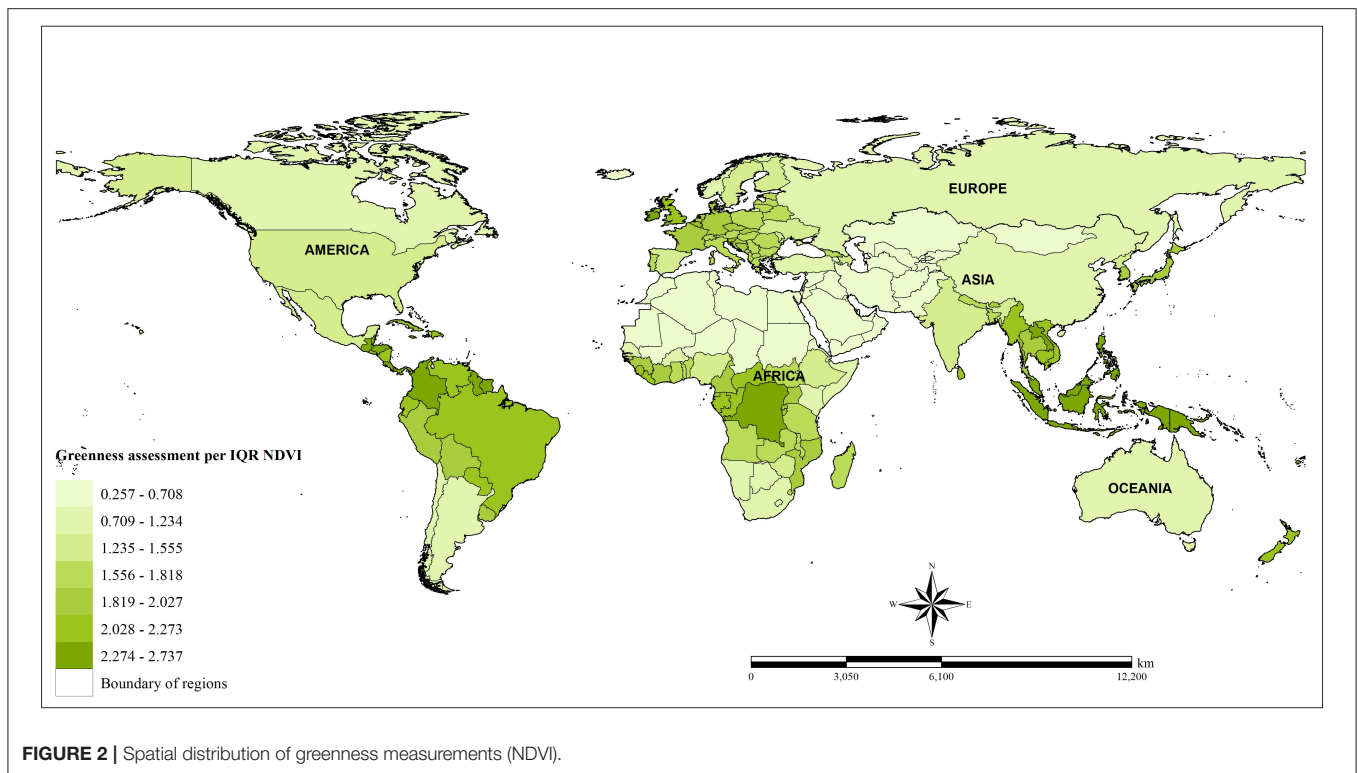 EUROPE
AMERICA
ASIA
AFRICA
OCEANIA
Greenness assessment per IQR NDVI
0.257 - 0.708
0.709 - 1.234
1.235 - 1.555
1.556 - 1.818
1.819 - 2.027
2.028 - 2.273
2.274 - 2.737
Boundary of regions
N
W E
S
km
0 3,050 6,100 12,200
FIGURE 2 | Spatial distribution of greenness measurements (NDVI).